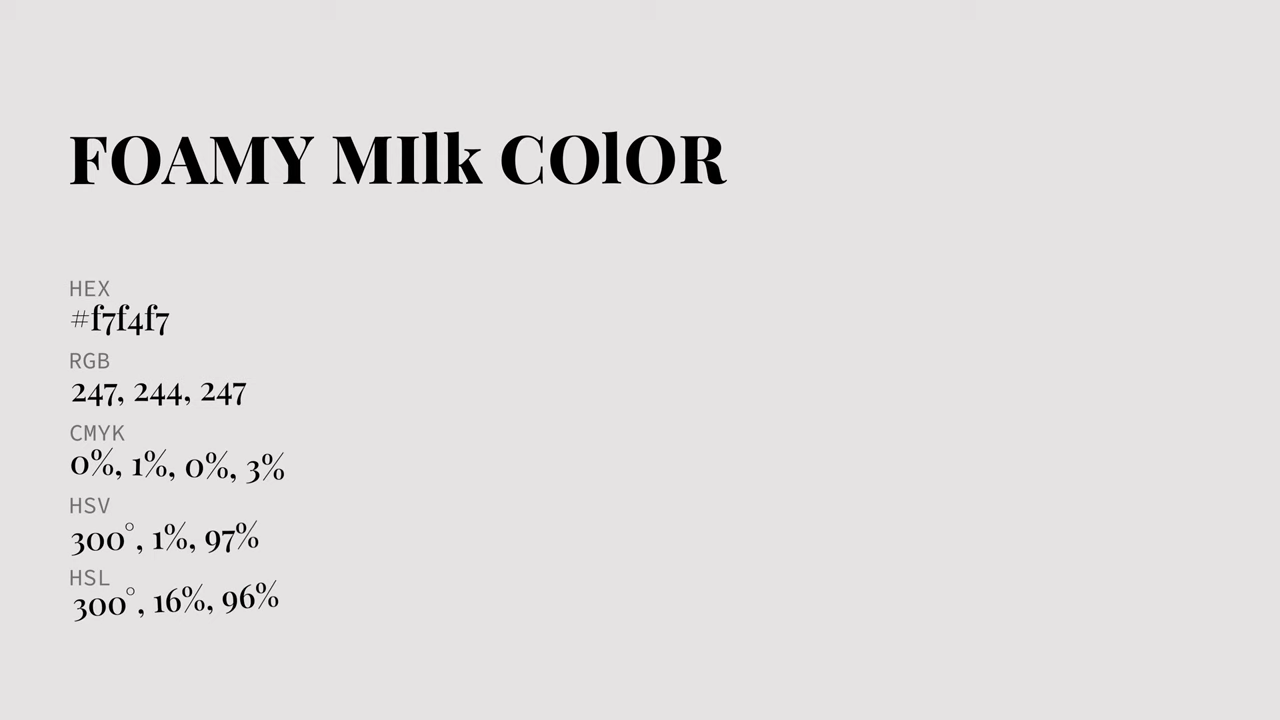 FOAMY MIlk COlOR
HEX
#f7f4f7
RGB
247, 244, 247
CMYK
0%, 1%, 0%, 3%
HSV
300°, 1%, 97%
HSL
300°, 16%, 96%